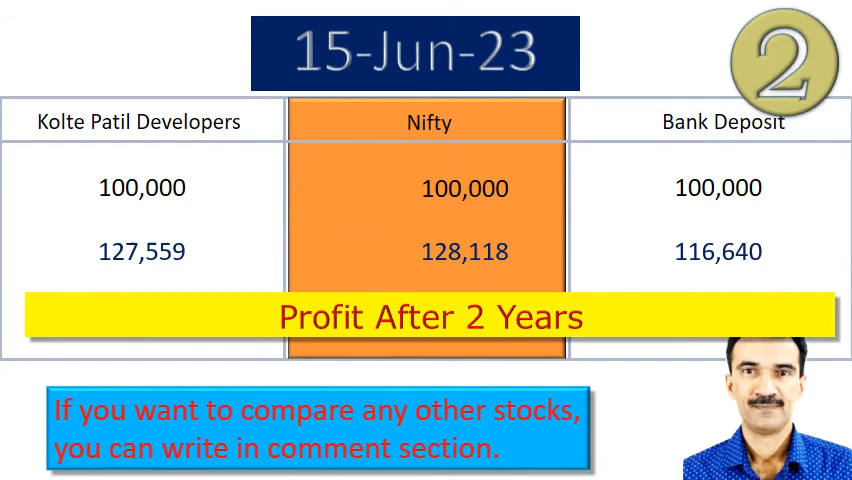 15-Jun-23
2
Kolte Patil Developers Nifty Bank Deposit
100,000 100,000 100,000
127,559 128,118 116,640
Profit After 2 Years
If you want to compare any other stocks,
you can write in comment section.